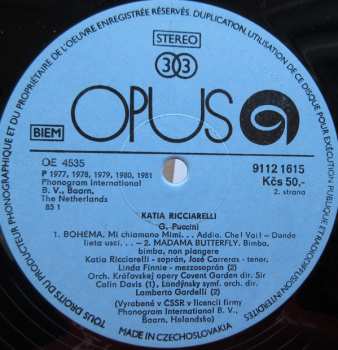 TOUS DROITS DU PRODUCTEUR PHONOGRAPHIQUE ET DU PROPRIÉTAIRE DE L'OEUVRE ENREGISTRÉE RÉSERVÉS. DUPLICATION, UTILISATION DE CE DISQUE POUR EXÉCUTION PUBLIQUE ET RADIODIFFUSION INTERDITES
STEREO
33
OPUS
BIEM
OE 4535
9112 1615
P 1977, 1978, 1979, 1980, 1981
Kčs 50,-
Phonogram International
B. V., Baarn,
2. strana
The Netherlands
85 1
KATIA RICCIARELLI
G. Puccini
1. BOHEMA. Mi chiamano Mimi... Addio. Che! Vai! – Donde
lieta uscì... – 2. MADAMA BUTTERFLY. Bimba,
bimba, non piangere
Katia Ricciarelli - soprán, José Carreras - tenor,
Linda Finnie - mezzosoprán (2)
Orch. Kráľovskej opery Covent Garden dir. Sir
Colin Davis (1), Londýnsky symf. orch. dir.
Lamberto Gardelli (2)
(Vyrobené v ČSSR v licencii firmy
Phonogram International B. V.,
Baarn, Holandsko)
MADE IN CZECHOSLOVAKIA